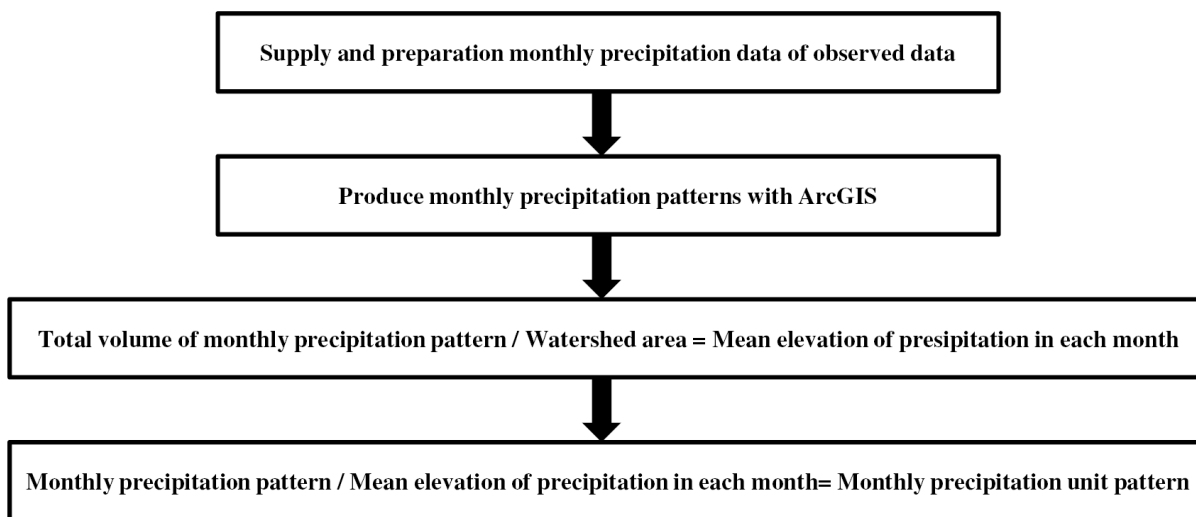 Supply and preparation monthly precipitation data of observed data
Produce monthly precipitation patterns with ArcGIS
Total volume of monthly precipitation pattern / Watershed area = Mean elevation of presipitation in each month
Monthly precipitation pattern / Mean elevation of precipitation in each month= Monthly precipitation unit pattern